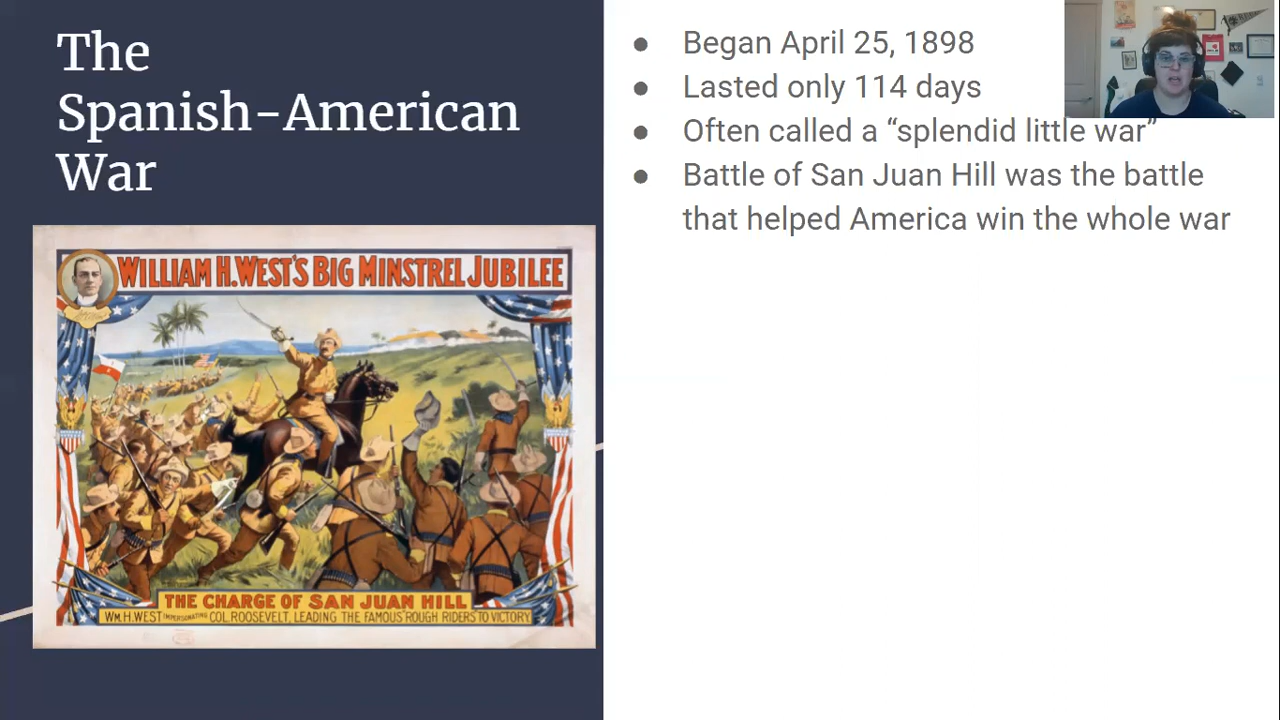 The
Spanish-American
War
Began April 25, 1898
Lasted only 114 days
Often called a “splendid little war”
Battle of San Juan Hill was the battle
that helped America win the whole war
WILLIAM H. WEST'S BIG MINSTREL JUBILEE
THE CHARGE OF SAN JUAN HILL
WM. H. WEST IMPERSONATING COL. ROOSEVELT, LEADING THE FAMOUS ROUGH RIDERS TO VICTORY.